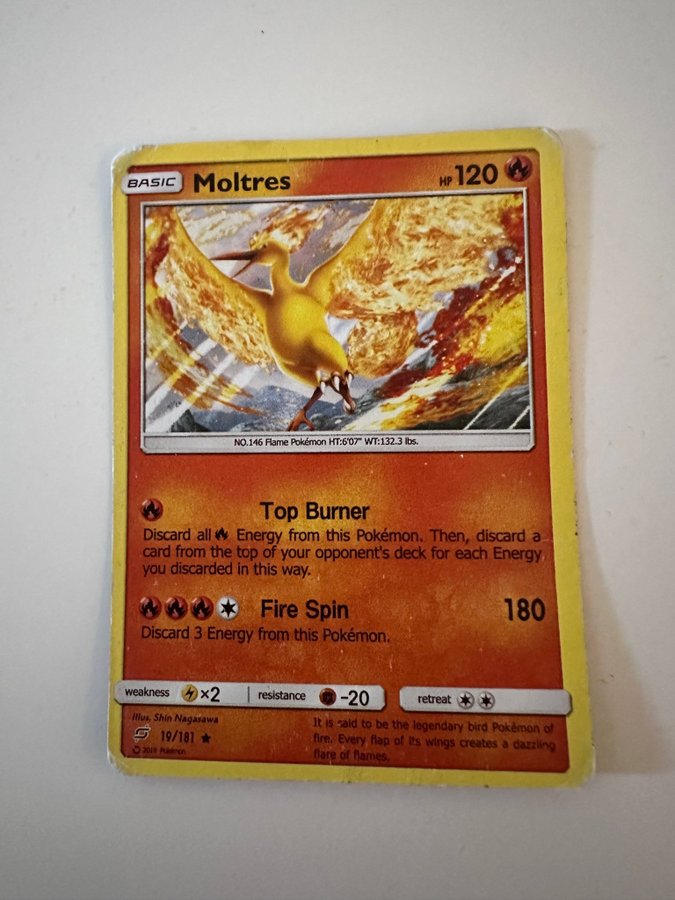 BASIC Moltres HP 120
NO.146 Flame Pokémon HT:6'07" WT:132.3 lbs.
Top Burner
Discard all Energy from this Pokémon. Then, discard a
card from the top of your opponent's deck for each Energy
you discarded in this way.
Fire Spin 180
Discard 3 Energy from this Pokémon.
weakness ×2 resistance -20 retreat
Illus. Shin Nagasawa
19/181 ★
©2019 Pokémon
It is said to be the legendary bird Pokémon of
fire. Every flap of its wings creates a dazzling
flare of flames.